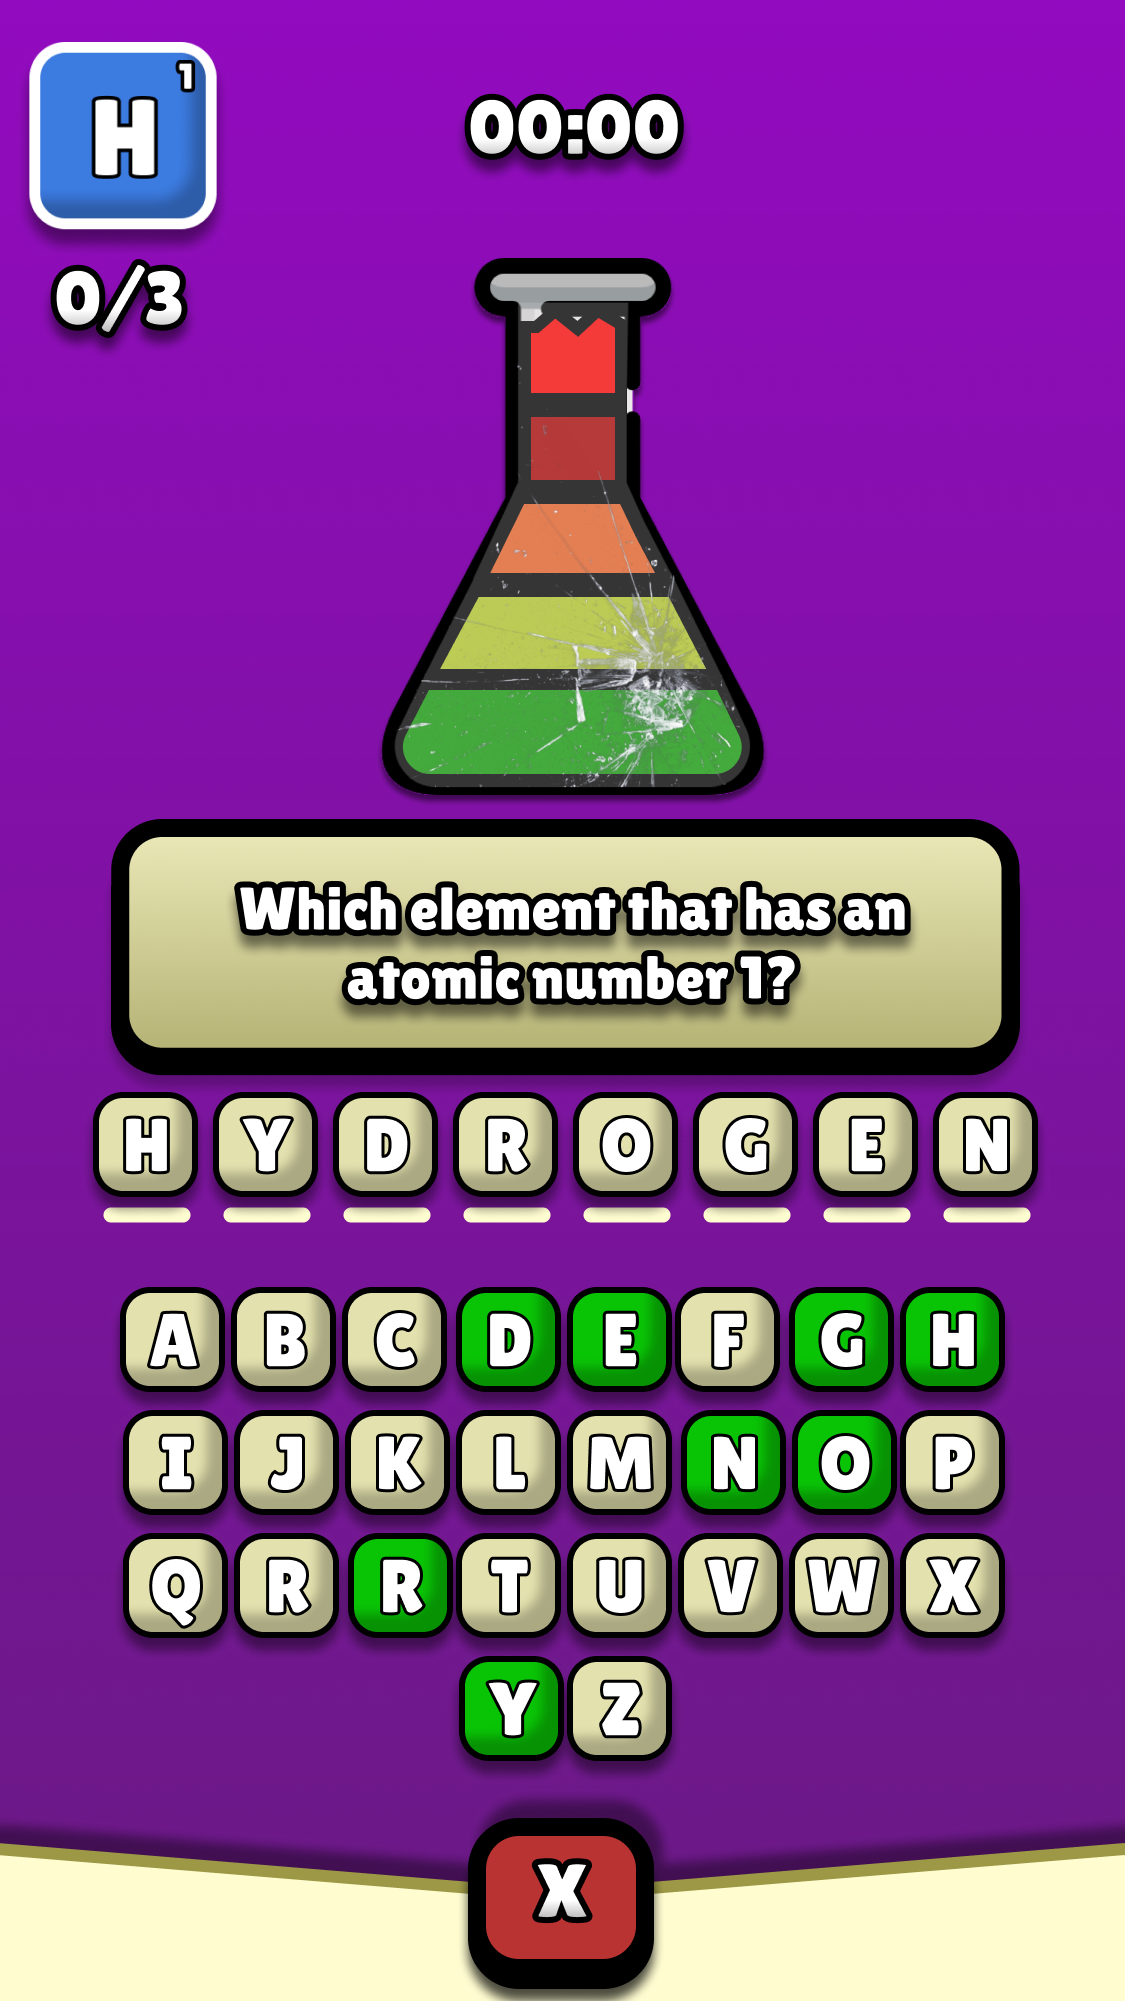 1
H
00:00
0/3
Which element that has an
atomic number 1?
H Y D R O G E N
A B C D E F G H
I J K L M N O P
Q R R T U V W X
Y Z
X